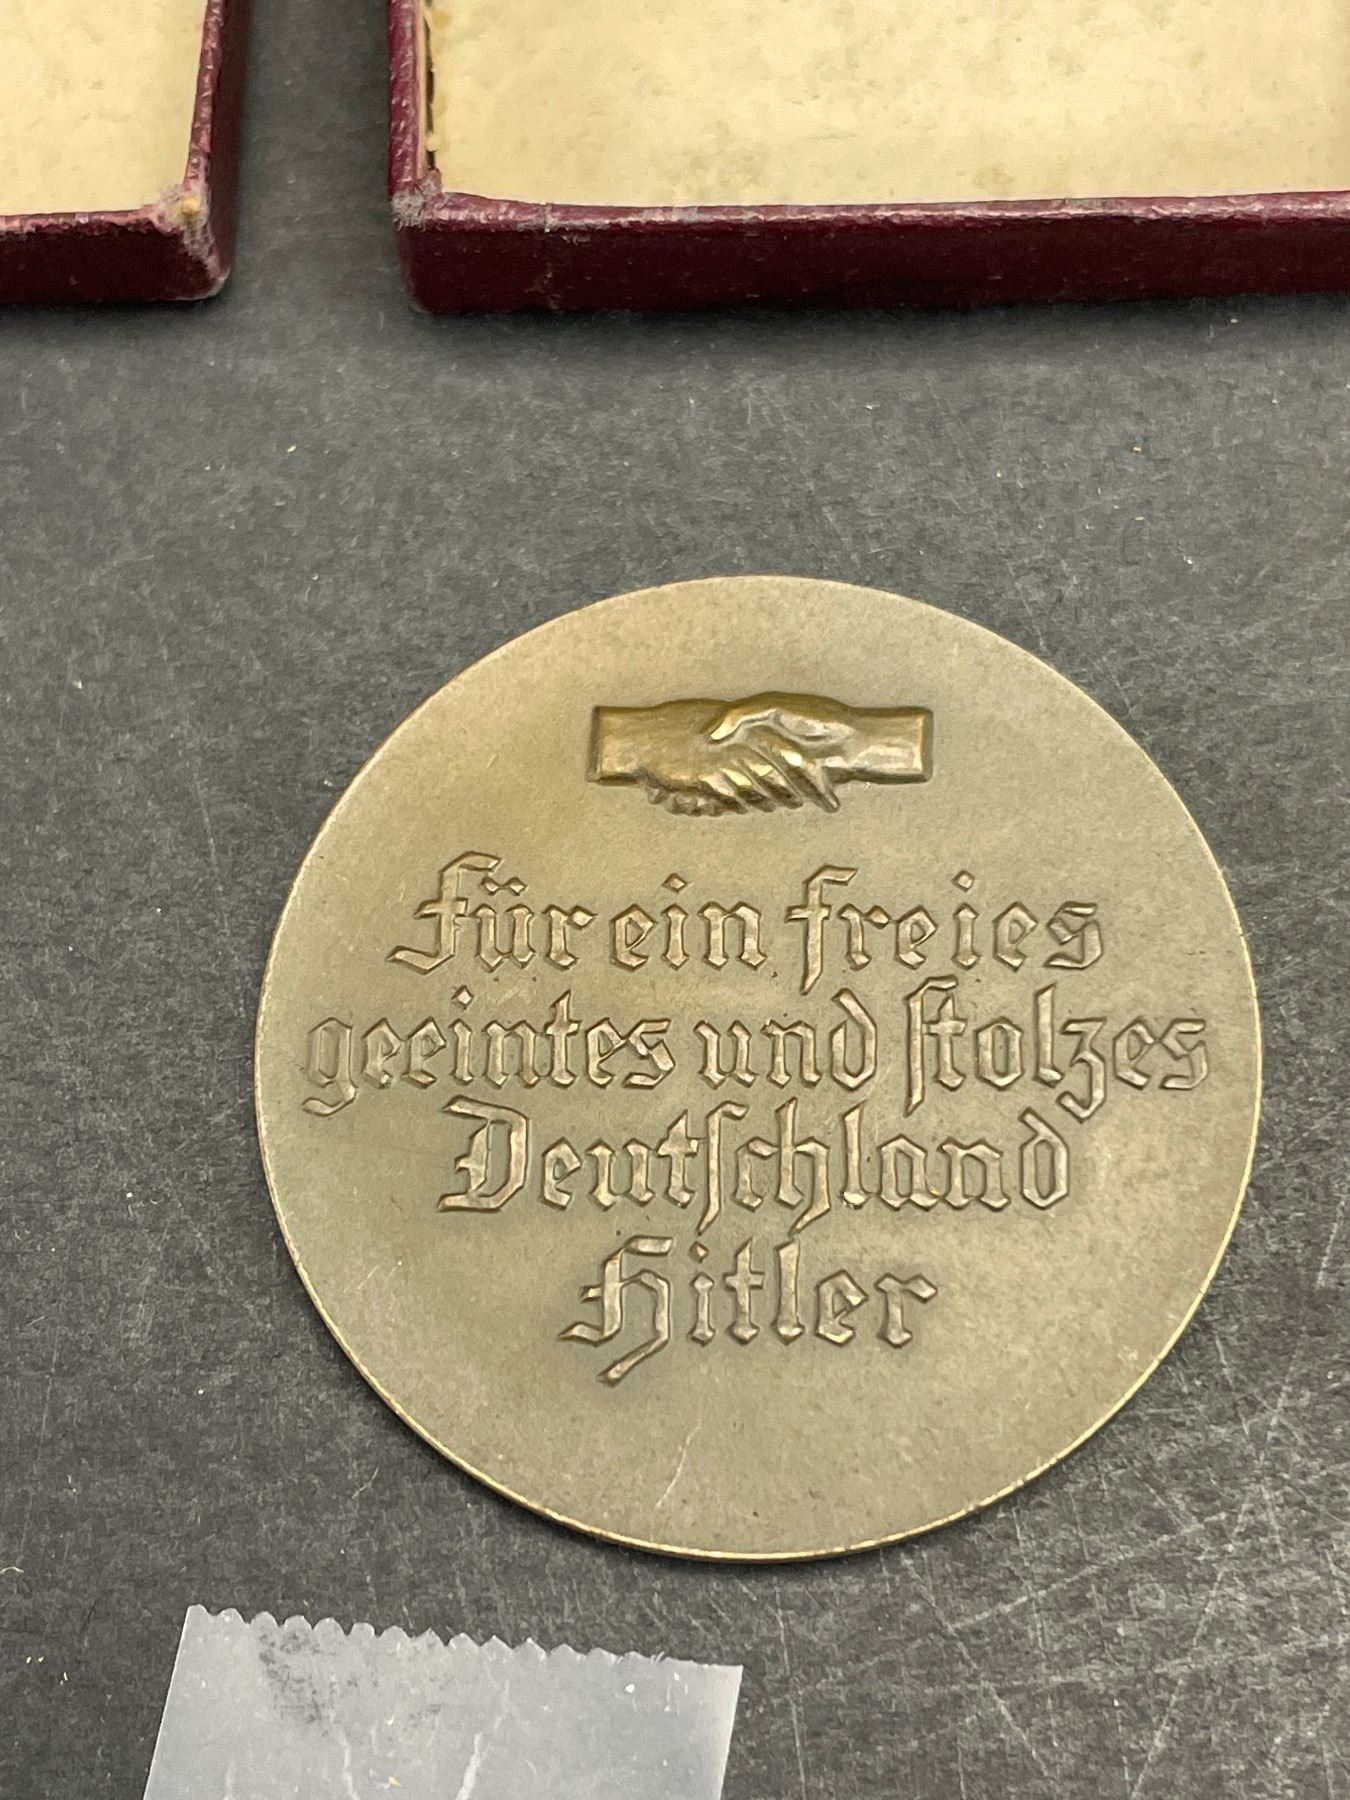 Für ein freies
geeintes und ſtolzes
Deutſchland
Hitler